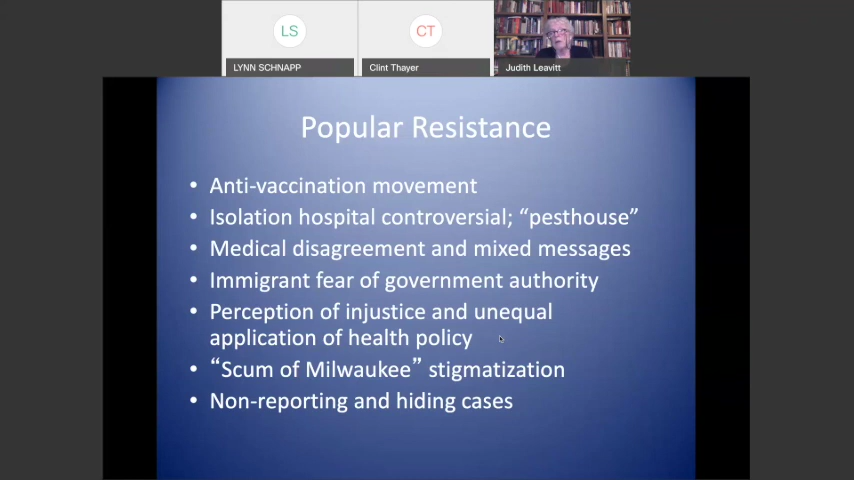 LS
CT
LYNN SCHNAPP
Clint Thayer
Judith Leavitt
Popular Resistance
• Anti-vaccination movement
• Isolation hospital controversial; “pesthouse”
• Medical disagreement and mixed messages
• Immigrant fear of government authority
• Perception of injustice and unequal
application of health policy
• “Scum of Milwaukee” stigmatization
• Non-reporting and hiding cases